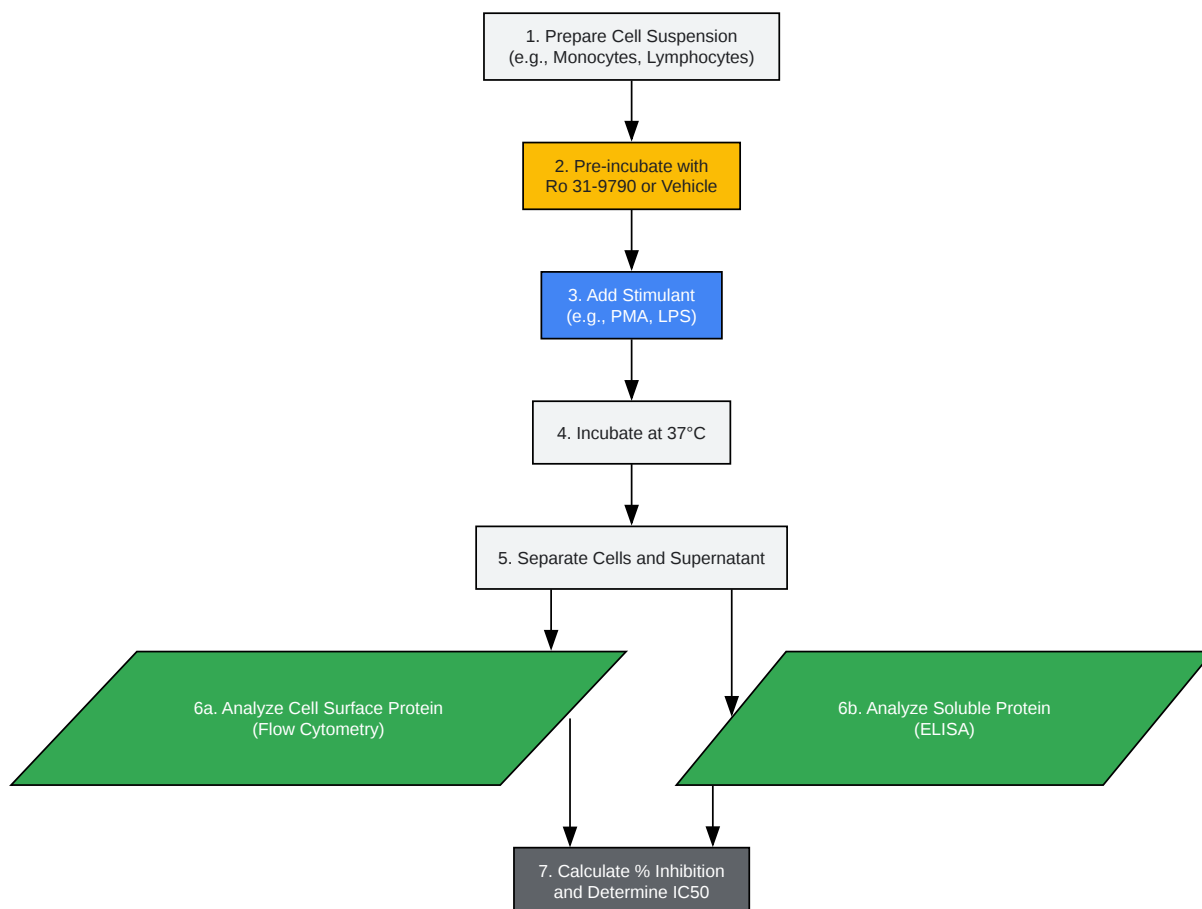 1. Prepare Cell Suspension
(e.g., Monocytes, Lymphocytes)
2. Pre-incubate with
Ro 31-9790 or Vehicle
3. Add Stimulant
(e.g., PMA, LPS)
4. Incubate at 37°C
5. Separate Cells and Supernatant
6a. Analyze Cell Surface Protein
(Flow Cytometry)
6b. Analyze Soluble Protein
(ELISA)
7. Calculate % Inhibition
and Determine IC50